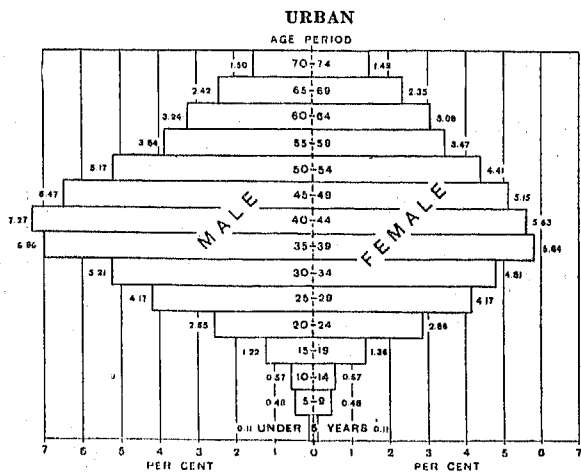 URBAN
AGE PERIOD
1.50 70-74 1.49
2.42 65-69 2.35
3.24 60-64 3.08
3.84 55-59 3.47
5.17 50-54 4.41
6.47 45-49 5.15
7.27 40-44 5.63
6.96 35-39 5.84
5.21 30-34 4.81
4.17 25-29 4.17
2.55 20-24 2.86
1.22 15-19 1.36
0.57 10-14 0.57
0.48 5-9 0.48
0.11 UNDER 5 YEARS 0.11
MALE
FEMALE
7 6 5 4 3 2 1 0 1 2 3 4 5 6 7
PER CENT PER CENT